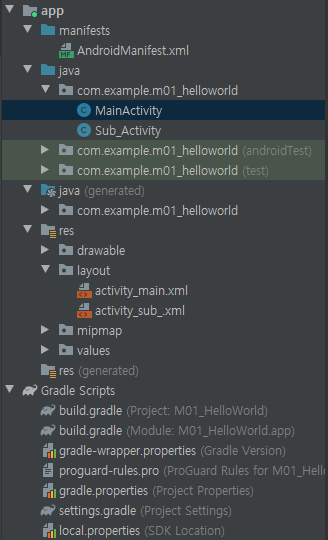 app
manifests
AndroidManifest.xml
java
com.example.m01_helloworld
MainActivity
Sub_Activity
com.example.m01_helloworld (androidTest)
com.example.m01_helloworld (test)
java (generated)
com.example.m01_helloworld
res
drawable
layout
activity_main.xml
activity_sub_.xml
mipmap
values
res (generated)
Gradle Scripts
build.gradle (Project: M01_HelloWorld)
build.gradle (Module: M01_HelloWorld.app)
gradle-wrapper.properties (Gradle Version)
proguard-rules.pro (ProGuard Rules for M01_Hello
gradle.properties (Project Properties)
settings.gradle (Project Settings)
local.properties (SDK Location)